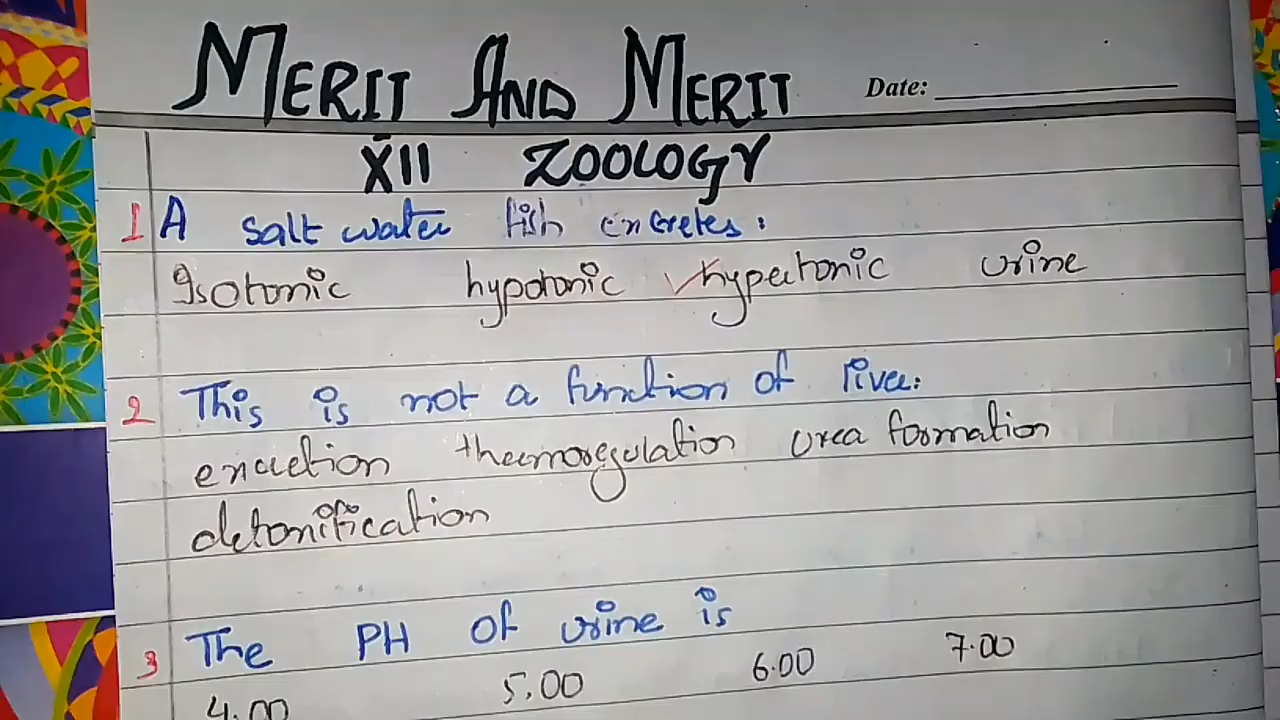 MERIT AND MERIT
Date:
XII ZOOLOGY
1 A salt water fish excretes:
Isotonic hypotonic hypertonic urine
2 This is not a function of liver:
excretion thermoregulation urea formation
detoxification
3 The PH of urine is
4.00 5.00 6.00 7.00